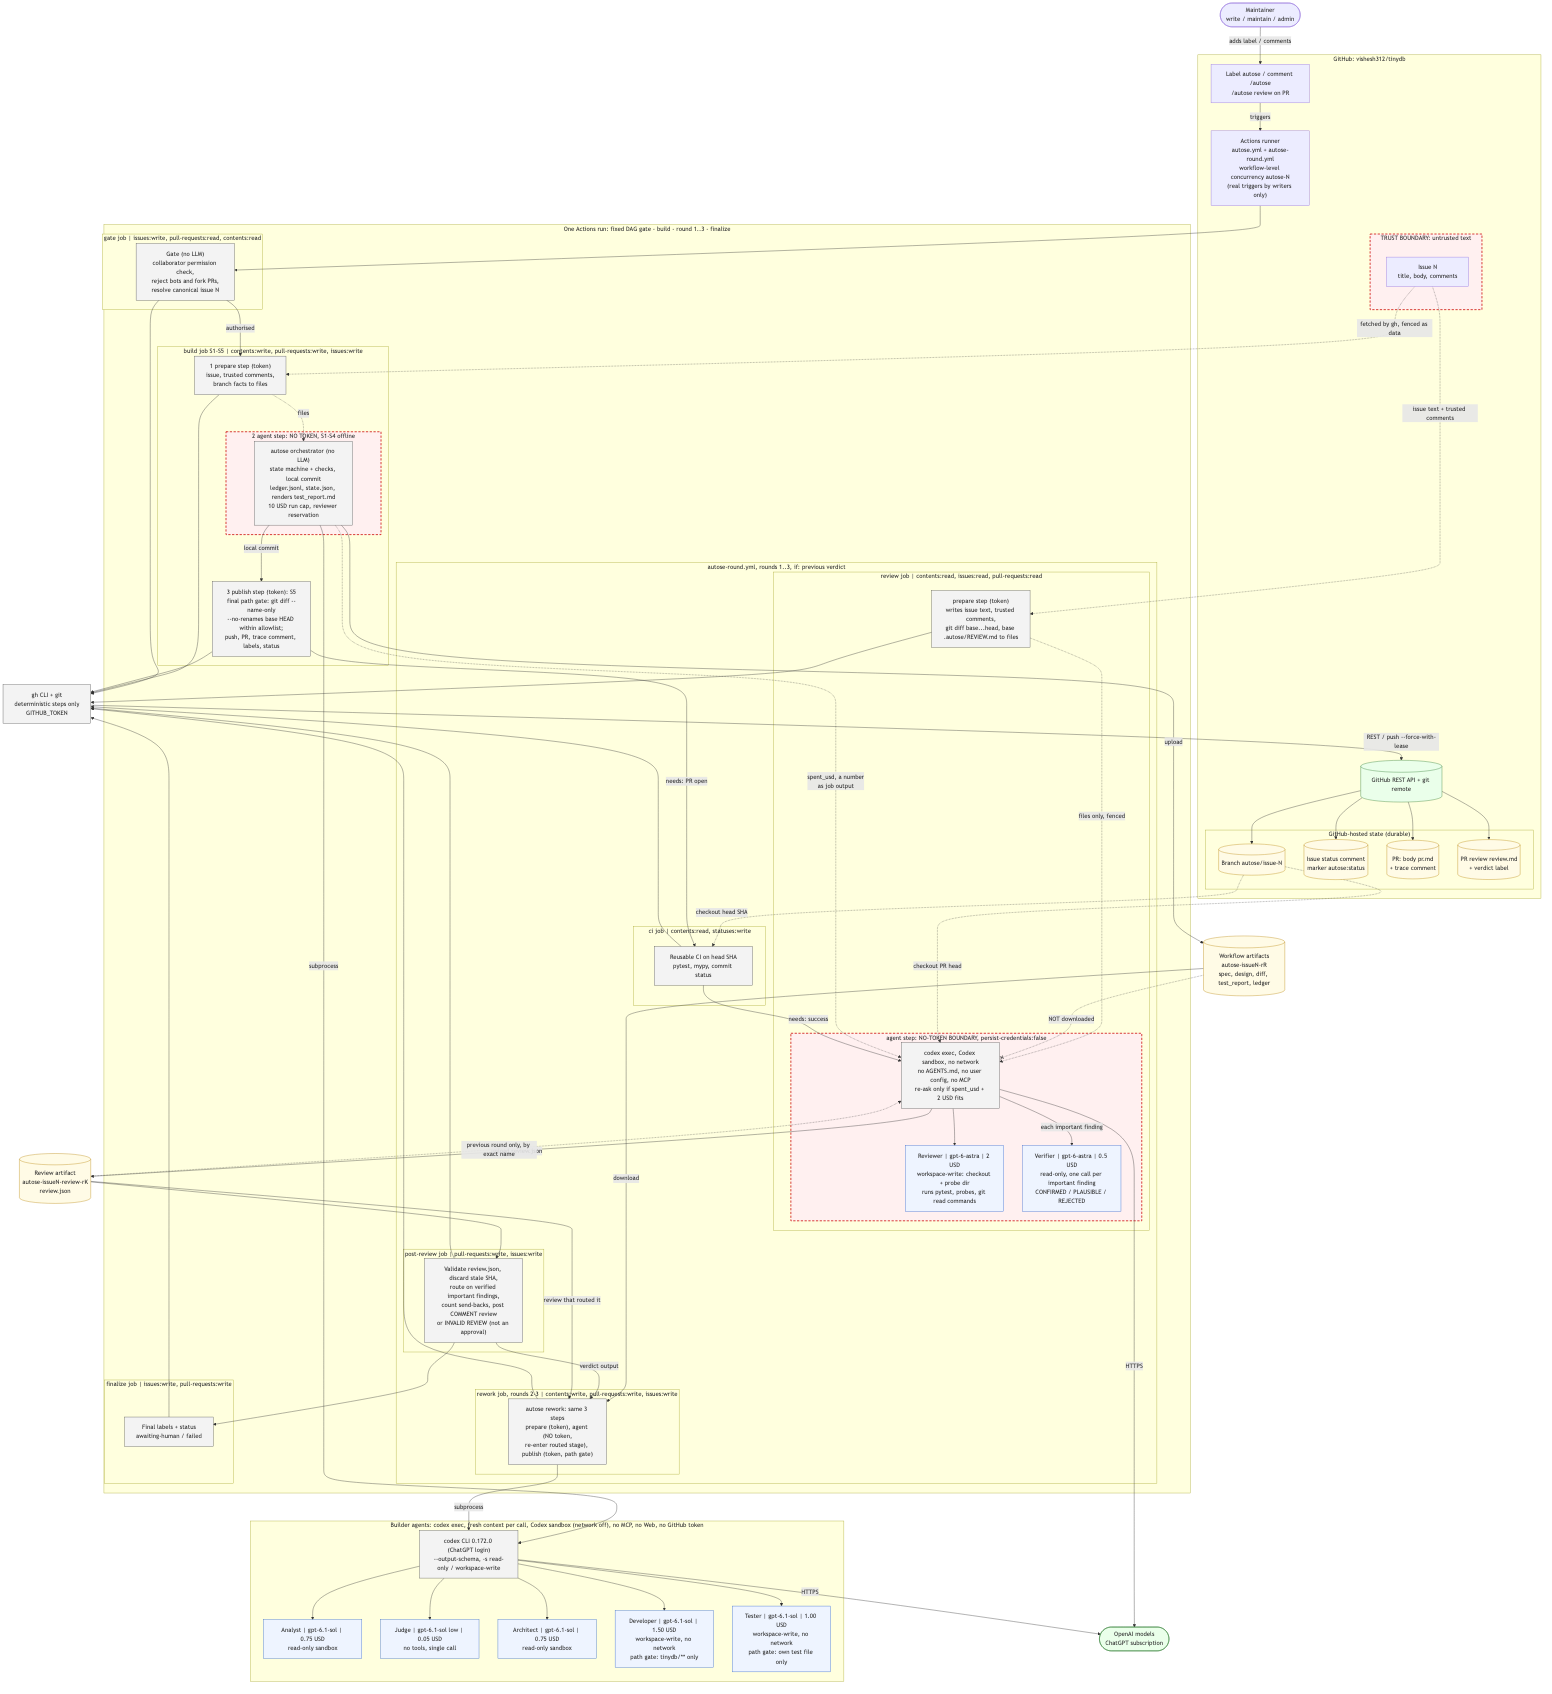 Maintainer
write / maintain / admin
adds label / comments
GitHub: vishesh312/tinydb
Label autose / comment
/autose
/autose review on PR
triggers
Actions runner
autose.yml + autose-
round.yml
workflow-level
concurrency autose-N
(real triggers by writers
only)
One Actions run: fixed DAG gate - build - round 1..3 - finalize
gate job | issues:write, pull-requests:read, contents:read
Gate (no LLM)
collaborator permission
check,
reject bots and fork PRs,
resolve canonical issue N
TRUST BOUNDARY: untrusted text
Issue N
title, body, comments
authorised
fetched by gh, fenced as
data
build job S1-S5 | contents:write, pull-requests:write, issues:write
1 prepare step (token)
issue, trusted comments,
branch facts to files
files
issue text + trusted
comments
2 agent step: NO TOKEN, S1-S4 offline
autose orchestrator (no
LLM)
state machine + checks,
local commit
ledger.jsonl, state.json,
renders test_report.md
10 USD run cap, reviewer
reservation
local commit
3 publish step (token): S5
final path gate: git diff --
name-only
--no-renames base HEAD
within allowlist;
push, PR, trace comment,
labels, status
autose-round.yml, rounds 1..3, if: previous verdict
review job | contents:read, issues:read, pull-requests:read
prepare step (token)
writes issue text, trusted
comments,
git diff base...head, base
.autose/REVIEW.md to files
gh CLI + git
deterministic steps only
GITHUB_TOKEN
REST / push --force-with-
lease
upload
GitHub REST API + git
remote
needs: PR open
spent_usd, a number
as job output
files only, fenced
GitHub-hosted state (durable)
Branch autose/issue-N
Issue status comment
marker autose:status
PR: body pr.md
+ trace comment
PR review review.md
+ verdict label
checkout head SHA
ci job | contents:read, statuses:write
Reusable CI on head SHA
pytest, mypy, commit
status
subprocess
checkout PR head
Workflow artifacts
autose-issueN-rR
spec, design, diff,
test_report, ledger
needs: success
NOT downloaded
agent step: NO-TOKEN BOUNDARY, persist-credentials:false
codex exec, Codex
sandbox, no network
no AGENTS.md, no user
config, no MCP
re-ask only if spent_usd +
2 USD fits
each important finding
previous round only, by
exact name
Review artifact
autose-issueN-review-rK
review.json
download
Reviewer | gpt-6-astra | 2
USD
workspace-write: checkout
+ probe dir
runs pytest, probes, git
read commands
Verifier | gpt-6-astra | 0.5
USD
read-only, one call per
important finding
CONFIRMED / PLAUSIBLE /
REJECTED
post-review job | pull-requests:write, issues:write
Validate review.json,
discard stale SHA,
route on verified
important findings,
count send-backs, post
COMMENT review
or INVALID REVIEW (not an
approval)
review that routed it
verdict output
HTTPS
finalize job | issues:write, pull-requests:write
Final labels + status
awaiting-human / failed
rework job, rounds 2-3 | contents:write, pull-requests:write, issues:write
autose rework: same 3
steps
prepare (token), agent
(NO token,
re-enter routed stage),
publish (token, path gate)
subprocess
Builder agents: codex exec, fresh context per call, Codex sandbox (network off), no MCP, no Web, no GitHub token
codex CLI 0.172.0
(ChatGPT login)
--output-schema, -s read-
only / workspace-write
HTTPS
Analyst | gpt-6.1-sol |
0.75 USD
read-only sandbox
Judge | gpt-6.1-sol low |
0.05 USD
no tools, single call
Architect | gpt-6.1-sol |
0.75 USD
read-only sandbox
Developer | gpt-6.1-sol |
1.50 USD
workspace-write, no
network
path gate: tinydb/** only
Tester | gpt-6.1-sol | 1.00
USD
workspace-write, no
network
path gate: own test file
only
OpenAI models
ChatGPT subscription